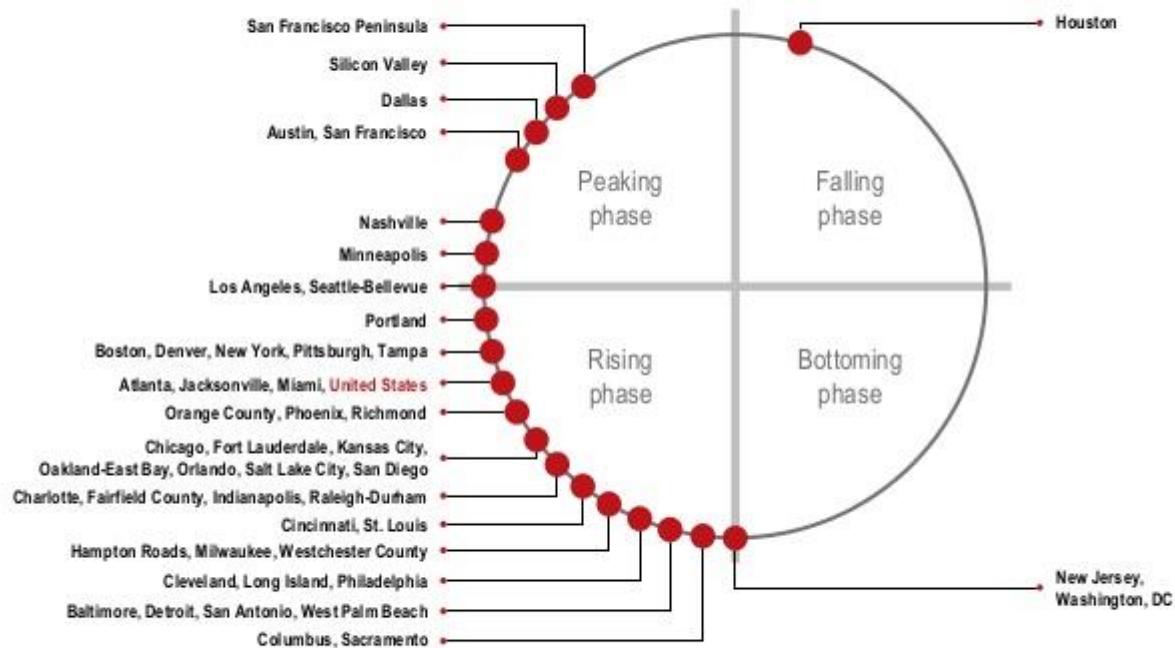 San Francisco Peninsula
Houston
Silicon Valley
Dallas
Austin, San Francisco
Peaking
phase
Falling
phase
Nashville
Minneapolis
Los Angeles, Seattle-Bellevue
Portland
Boston, Denver, New York, Pittsburgh, Tampa
Rising
phase
Bottoming
phase
Atlanta, Jacksonville, Miami, United States
Orange County, Phoenix, Richmond
Chicago, Fort Lauderdale, Kansas City,
Oakland-East Bay, Orlando, Salt Lake City, San Diego
Charlotte, Fairfield County, Indianapolis, Raleigh-Durham
Cincinnati, St. Louis
Hampton Roads, Milwaukee, Westchester County
Cleveland, Long Island, Philadelphia
Baltimore, Detroit, San Antonio, West Palm Beach
Columbus, Sacramento
New Jersey,
Washington, DC